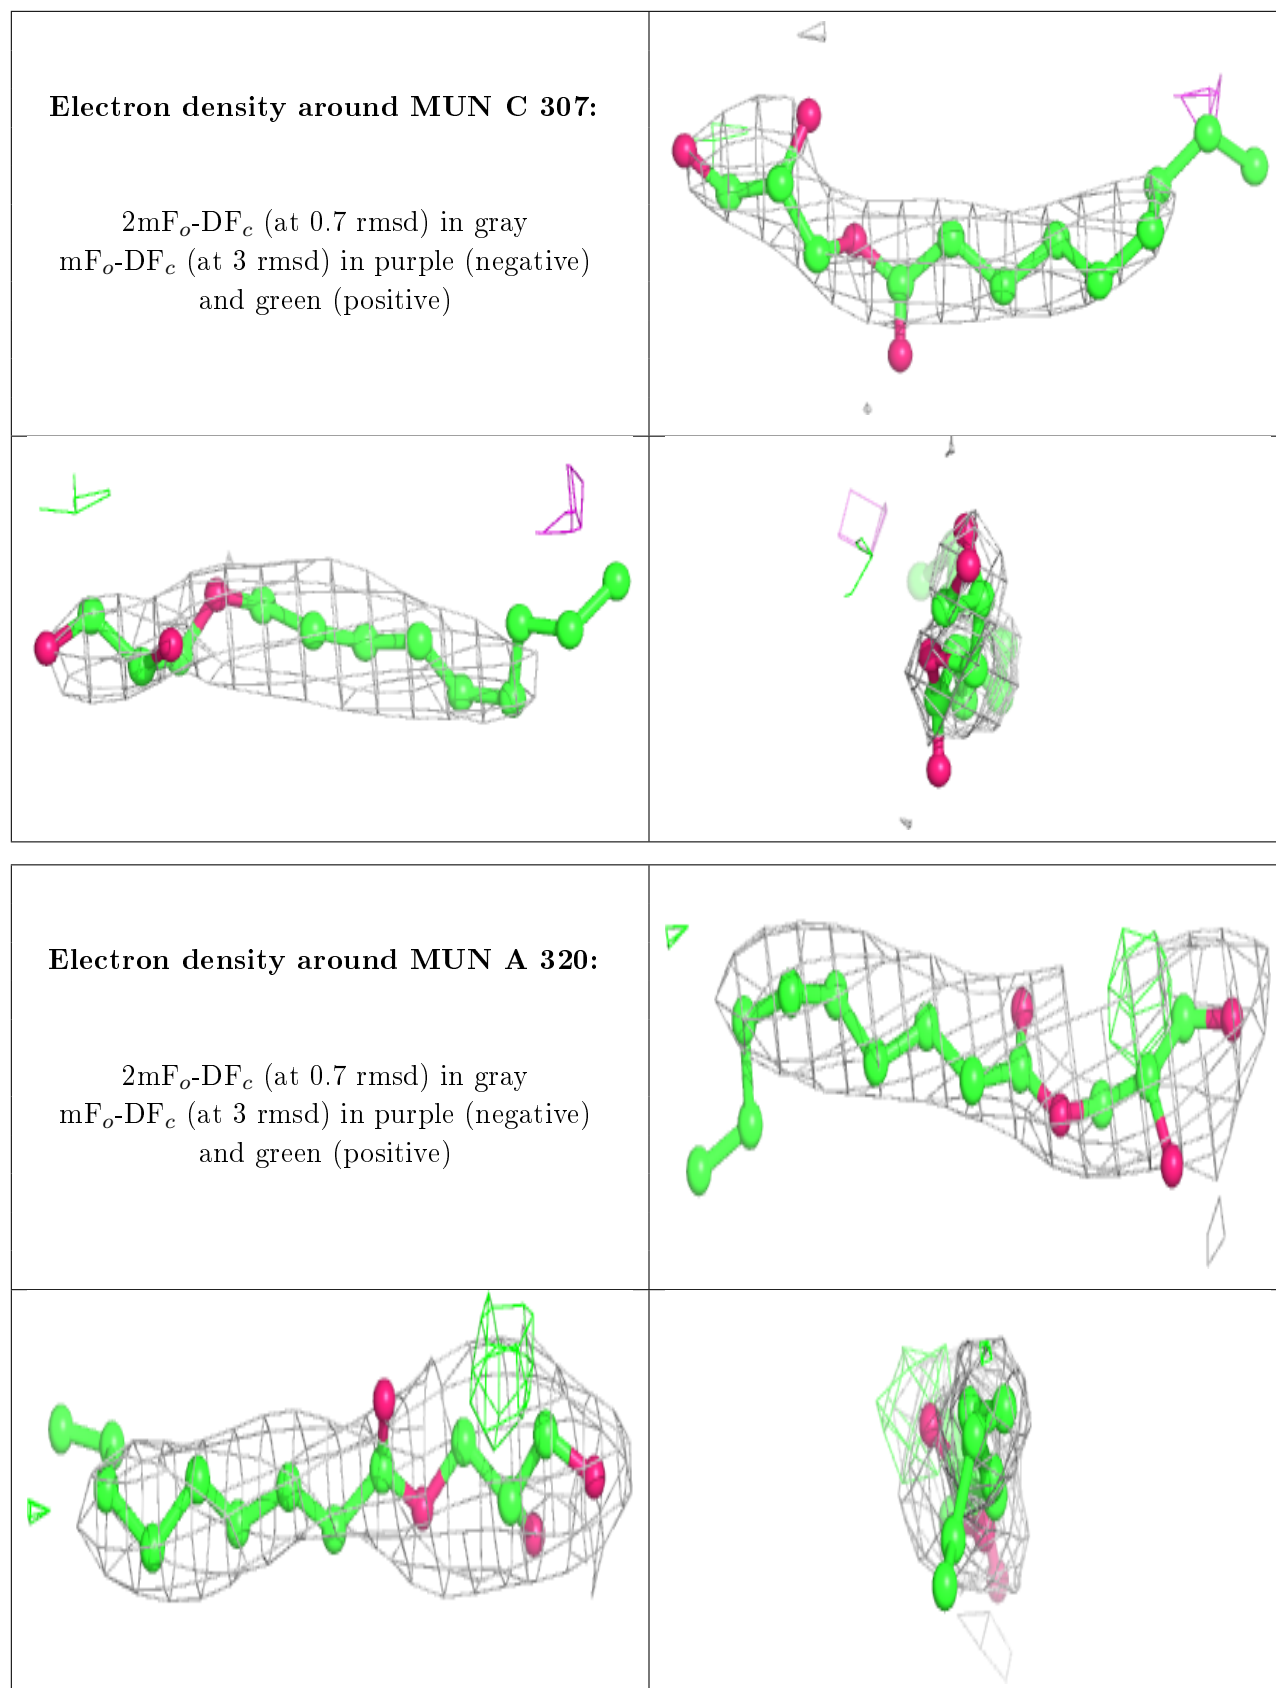 Electron density around MUN C 307:
2mFo-DFc (at 0.7 rmsd) in gray
mFo-DFc (at 3 rmsd) in purple (negative)
and green (positive)
Electron density around MUN A 320:
2mFo-DFc (at 0.7 rmsd) in gray
mFo-DFc (at 3 rmsd) in purple (negative)
and green (positive)